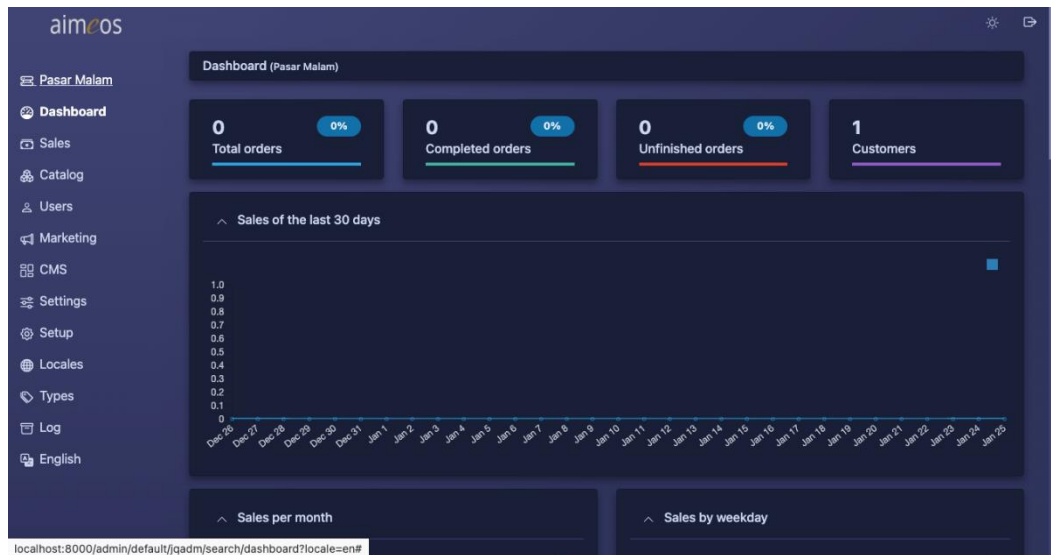 aimeos
Pasar Malam
Dashboard
Sales
Catalog
Users
Marketing
CMS
Settings
Setup
Locales
Types
Log
English
Dashboard (Pasar Malam)
0 0%
Total orders
0 0%
Completed orders
0 0%
Unfinished orders
1
Customers
Sales of the last 30 days
1.0
0.9
0.8
0.7
0.6
0.5
0.4
0.3
0.2
0.1
0
Dec 26 Dec 27 Dec 28 Dec 29 Dec 30 Dec 31 Jan 1 Jan 2 Jan 3 Jan 4 Jan 5 Jan 6 Jan 7 Jan 8 Jan 9 Jan 10 Jan 11 Jan 12 Jan 13 Jan 14 Jan 15 Jan 16 Jan 17 Jan 18 Jan 19 Jan 20 Jan 21 Jan 22 Jan 23 Jan 24 Jan 25
Sales per month
Sales by weekday
localhost:8000/admin/default/jqadm/search/dashboard?locale=en#